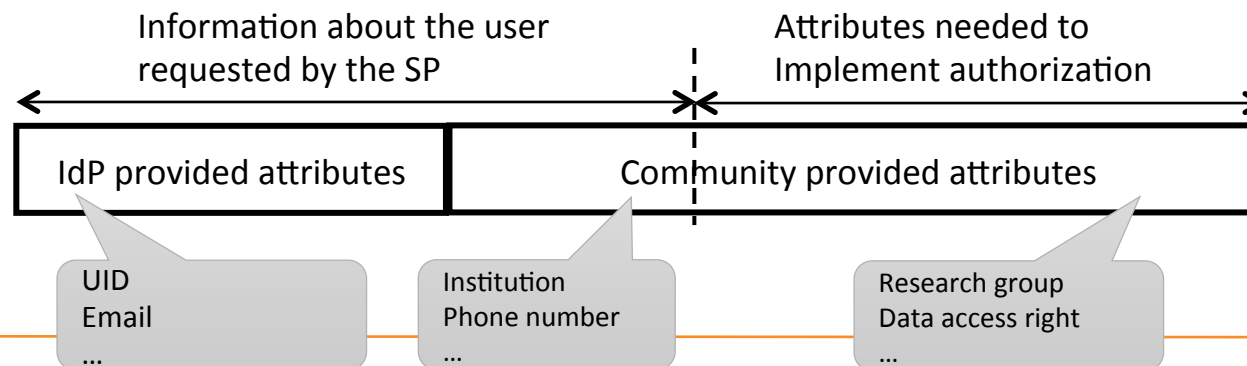 Information about the user
requested by the SP
Attributes needed to
Implement authorization
IdP provided attributes
Community provided attributes
UID
Email
...
Institution
Phone number
...
Research group
Data access right
...